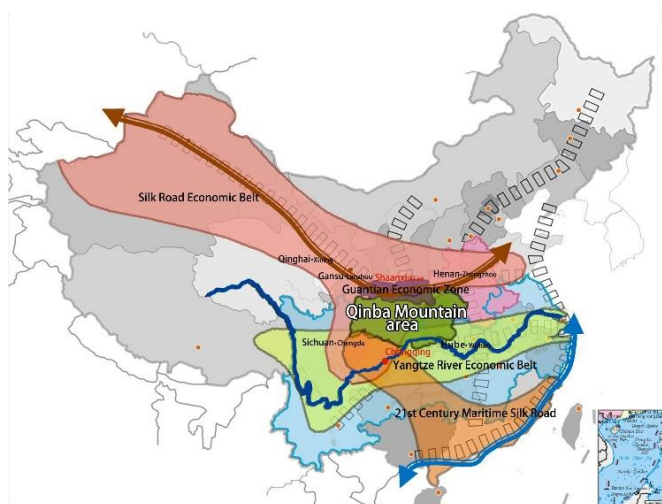 Silk Road Economic Belt
Qinghai-Xining
Gansu-Lanzhou
Shaanxi-Xi'an
Henan-Zhengzhou
Guantian Economic Zone
Qinba Mountain
area
Sichuan-Chengdu
Chongqing
Hube-Wuhan
Yangtze River Economic Belt
21st Century Maritime Silk Road